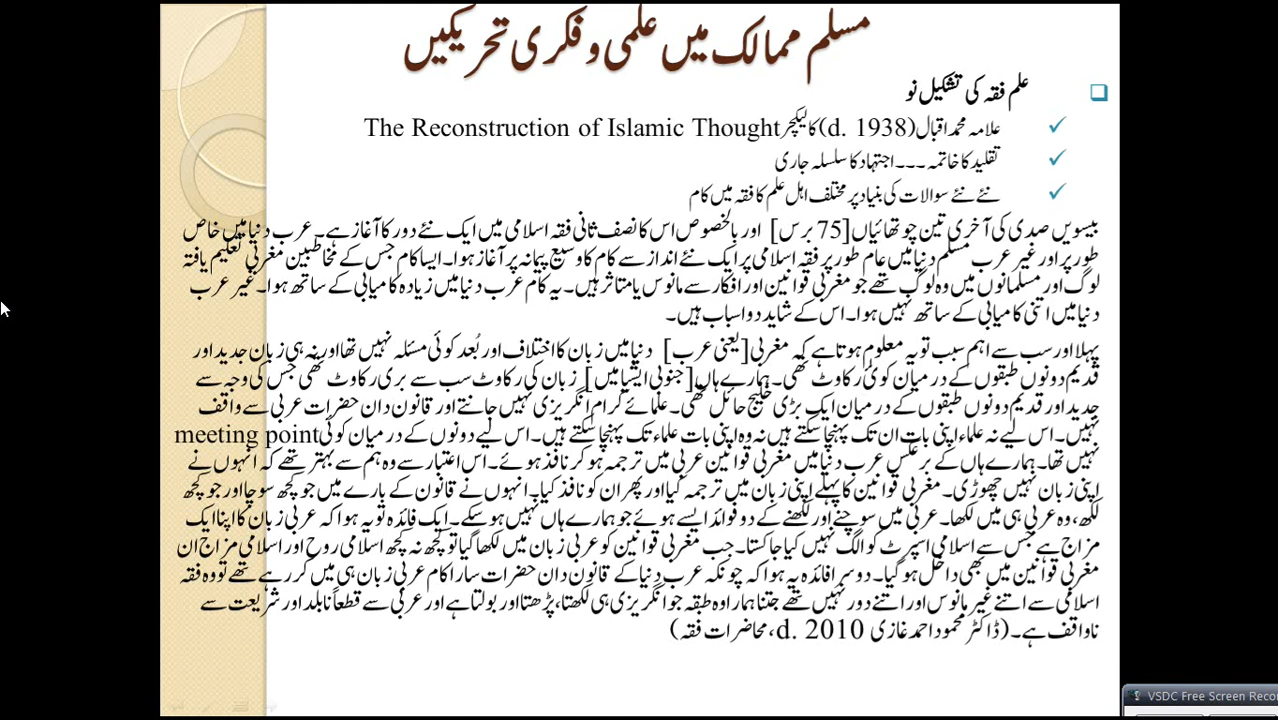 مسلم ممالک میں علمی و فکری تحریکیں
علم فقہ کی تشکیل نو
علامہ محمد اقبال (d. 1938) کا لیکچر The Reconstruction of Islamic Thought
تقلید کا خاتمہ۔۔۔اجتہاد کا سلسلہ جاری
نئے نئے سوالات کی بنیاد پر مختلف اہل علم کا فقہ میں کام
بیسویں صدی کی آخری تین چوتھائیاں [75 برس] اور بالخصوص اس کا نصف ثانی فقہ اسلامی میں ایک نئے دور کا آغاز ہے۔ عرب دنیا میں خاص
طور پر اور غیر عرب مسلم دنیا میں عام طور پر فقہ اسلامی پر ایک نئے انداز سے کام کا وسیع پیمانہ پر آغاز ہوا۔ ایسا کام جس کے مخاطبین مغربی تعلیم یافتہ
لوگ اور مسلمانوں میں وہ لوگ تھے جو مغربی قوانین اور افکار سے مانوس یا متاثر ہیں۔ یہ کام عرب دنیا میں زیادہ کامیابی کے ساتھ ہوا۔ غیر عرب
دنیا میں اتنی کامیابی کے ساتھ نہیں ہوا۔ اس کے شاید دو اسباب ہیں۔
پہلا اور سب سے اہم سبب تو یہ معلوم ہوتا ہے کہ مغربی [یعنی عرب] دنیا میں زبان کا اختلاف اور بُعد کوئی مسئلہ نہیں تھا اور نہ ہی زبان جدید اور
قدیم دونوں طبقوں کے درمیان کوئی رکاوٹ تھی۔ ہمارے ہاں [جنوبی ایشیا میں] زبان کی رکاوٹ سب سے بری رکاوٹ تھی جس کی وجہ سے
جدید اور قدیم دونوں طبقوں کے درمیان ایک بڑی خلیج حائل تھی۔ علمائے کرام انگریزی نہیں جانتے اور قانون دان حضرات عربی سے واقف
نہیں۔ اس لیے نہ علماء اپنی بات ان تک پہنچا سکتے ہیں نہ وہ اپنی بات علماء تک پہنچا سکتے ہیں۔ اس لیے دونوں کے درمیان کوئی meeting point
نہیں تھا۔ ہمارے ہاں کے برعکس عرب دنیا میں مغربی قوانین عربی میں ترجمہ ہو کر نافذ ہوئے۔ اس اعتبار سے وہ ہم سے بہتر تھے کہ انہوں نے
اپنی زبان نہیں چھوڑی۔ مغربی قوانین کا پہلے اپنی زبان میں ترجمہ کیا اور پھر ان کو نافذ کیا۔ انہوں نے قانون کے بارے میں جو کچھ سوچا اور جو کچھ
لکھا، وہ عربی ہی میں لکھا۔ عربی میں سوچنے اور لکھنے کے دو فوائد ایسے ہوئے جو ہمارے ہاں نہیں ہو سکے۔ ایک فائدہ تو یہ ہوا کہ عربی زبان کا اپنا ایک
مزاج ہے جس سے اسلامی اسپرٹ کو الگ نہیں کیا جا سکتا۔ جب مغربی قوانین کو عربی زبان میں لکھا گیا تو کچھ نہ کچھ اسلامی روح اور اسلامی مزاج ان
مغربی قوانین میں بھی داخل ہو گیا۔ دوسرا فائدہ یہ ہوا کہ چونکہ عرب دنیا کے قانون دان حضرات سارا کام عربی زبان ہی میں کر رہے تھے تو وہ فقہ
اسلامی سے اتنے غیر مانوس اور اتنے دور نہیں تھے جتنا ہمارا وہ طبقہ جو انگریزی ہی لکھتا، پڑھتا اور بولتا ہے اور عربی سے قطعاً نابلد اور شریعت سے
ناواقف ہے۔ (ڈاکٹر محمود احمد غازی d. 2010، محاضرات فقہ)
VSDC Free Screen Reco